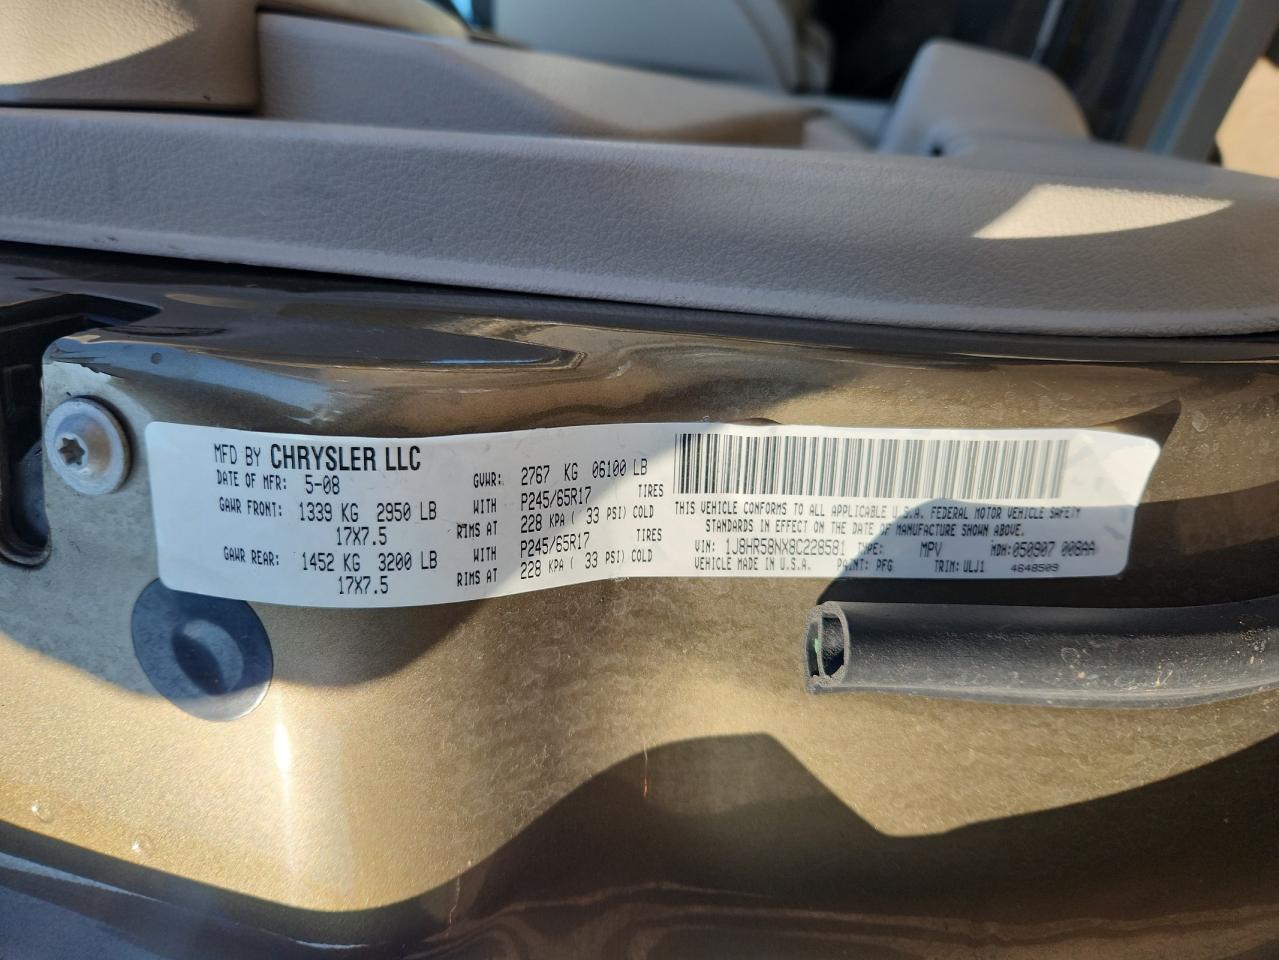 MFD BY CHRYSLER LLC
DATE OF MFR: 5-08 GVWR: 2767 KG 06100 LB
GAWR FRONT: 1339 KG 2950 LB WITH P245/65R17 TIRES
17X7.5 RIMS AT 228 KPA ( 33 PSI) COLD
GAWR REAR: 1452 KG 3200 LB WITH P245/65R17 TIRES
17X7.5 RIMS AT 228 KPA ( 33 PSI) COLD
THIS VEHICLE CONFORMS TO ALL APPLICABLE U.S.A. FEDERAL MOTOR VEHICLE SAFETY
STANDARDS IN EFFECT ON THE DATE OF MANUFACTURE SHOWN ABOVE.
VIN: 1J8HR58NX8C228581 TYPE: MPV MDH:050907 008AA
VEHICLE MADE IN U.S.A. PAINT: PFG TRIM: ULJ1 4648509